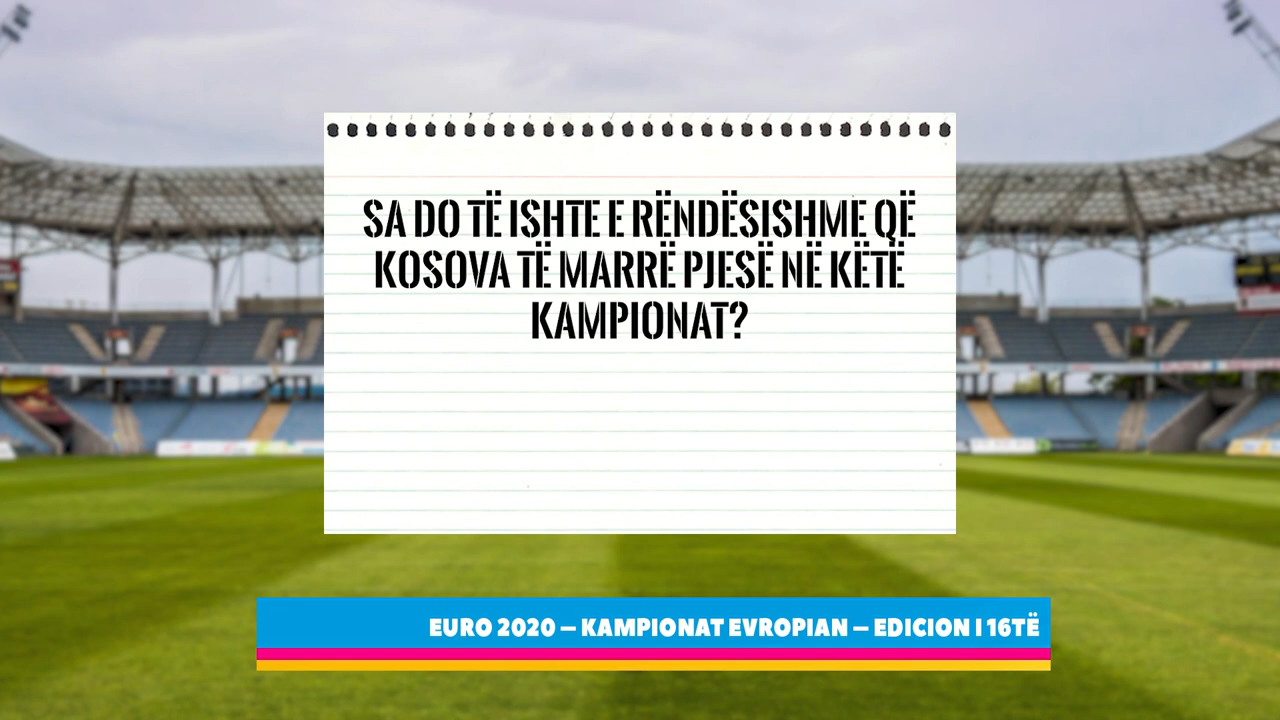 SA DO TË ISHTE E RËNDËSISHME QË
KOSOVA TË MARRË PJESË NË KËTË
KAMPIONAT?
EURO 2020 – KAMPIONAT EVROPIAN – EDICION I 16TË